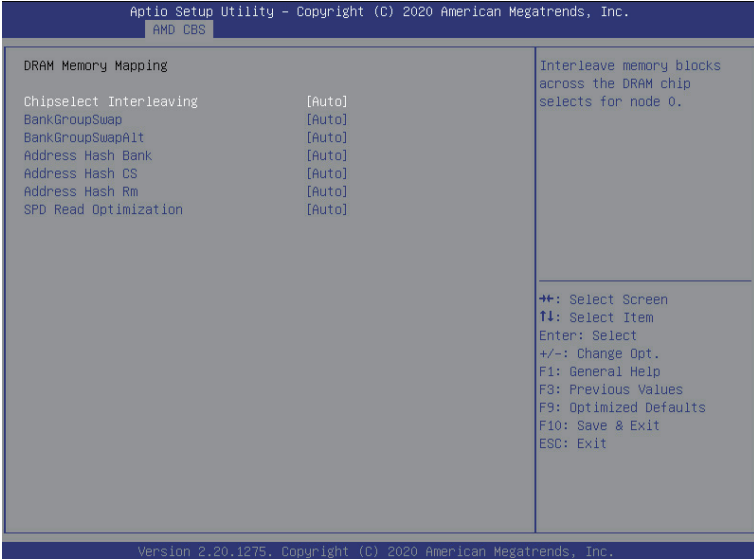 Aptio Setup Utility – Copyright (C) 2020 American Megatrends, Inc.
AMD CBS
DRAM Memory Mapping
Chipselect Interleaving [Auto]
BankGroupSwap [Auto]
BankGroupSwapAlt [Auto]
Address Hash Bank [Auto]
Address Hash CS [Auto]
Address Hash Rm [Auto]
SPD Read Optimization [Auto]
Interleave memory blocks
across the DRAM chip
selects for node 0.
→←: Select Screen
↑↓: Select Item
Enter: Select
+/-: Change Opt.
F1: General Help
F3: Previous Values
F9: Optimized Defaults
F10: Save & Exit
ESC: Exit
Version 2.20.1275. Copyright (C) 2020 American Megatrends, Inc.